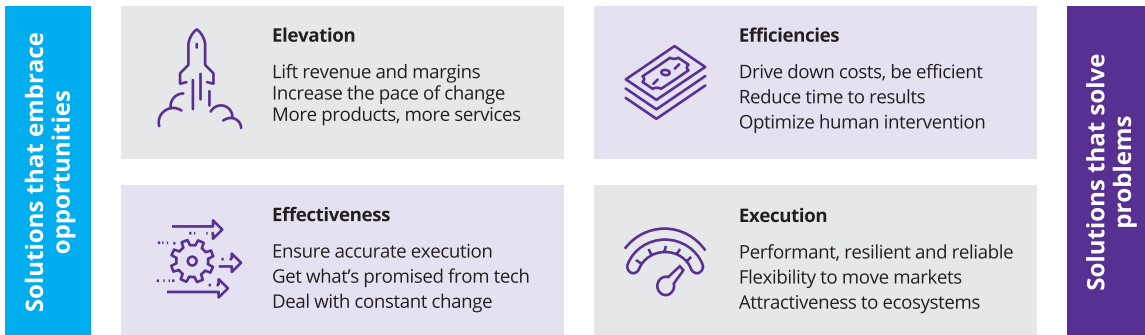 Solutions that embrace
opportunities
Elevation
Lift revenue and margins
Increase the pace of change
More products, more services
Efficiencies
Drive down costs, be efficient
Reduce time to results
Optimize human intervention
Effectiveness
Ensure accurate execution
Get what’s promised from tech
Deal with constant change
Execution
Performant, resilient and reliable
Flexibility to move markets
Attractiveness to ecosystems
Solutions that solve
problems